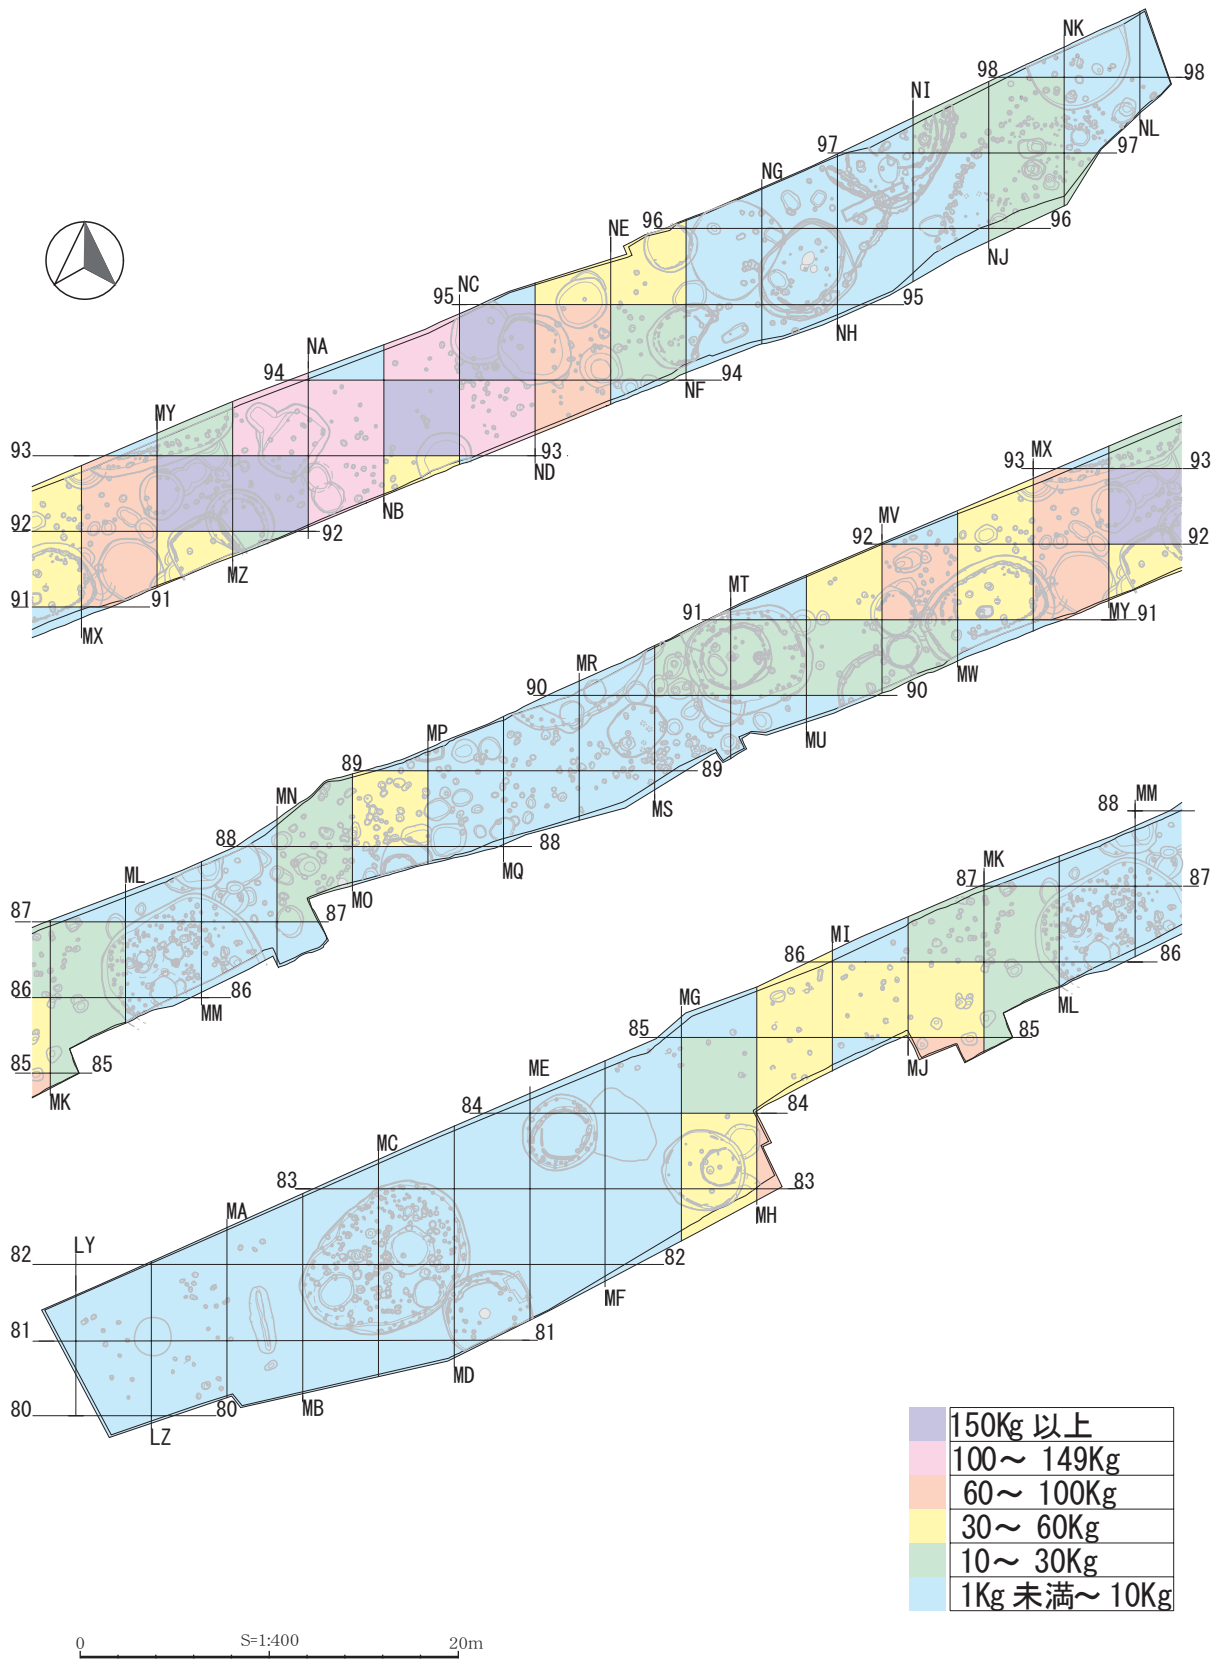 NK
98 98
NI
NL
97 97
NG
96 NE 96
NJ
NC
95 95
NH
NA
94 NF 94
MY
93 93
ND
NB
92 92
MZ
91 91
MX
MX
93 93
MV
92 92
MT
91 MY 91
MR
90 MW 90
MP
MU
89 89
MN
MS
88 88
MQ
ML
MO
87 87
86 MM 86
85 85
MK
MM
88
MK
87 87
MI
86 86
MG
ML
85 85
MJ
ME
84 84
MC
83 83
MA
MH
LY
82 82
MF
81 81
MD
80 80 MB
LZ
150Kg 以上
100～ 149Kg
60～ 100Kg
30～ 60Kg
10～ 30Kg
1Kg 未満～ 10Kg
0 S=1:400 20m